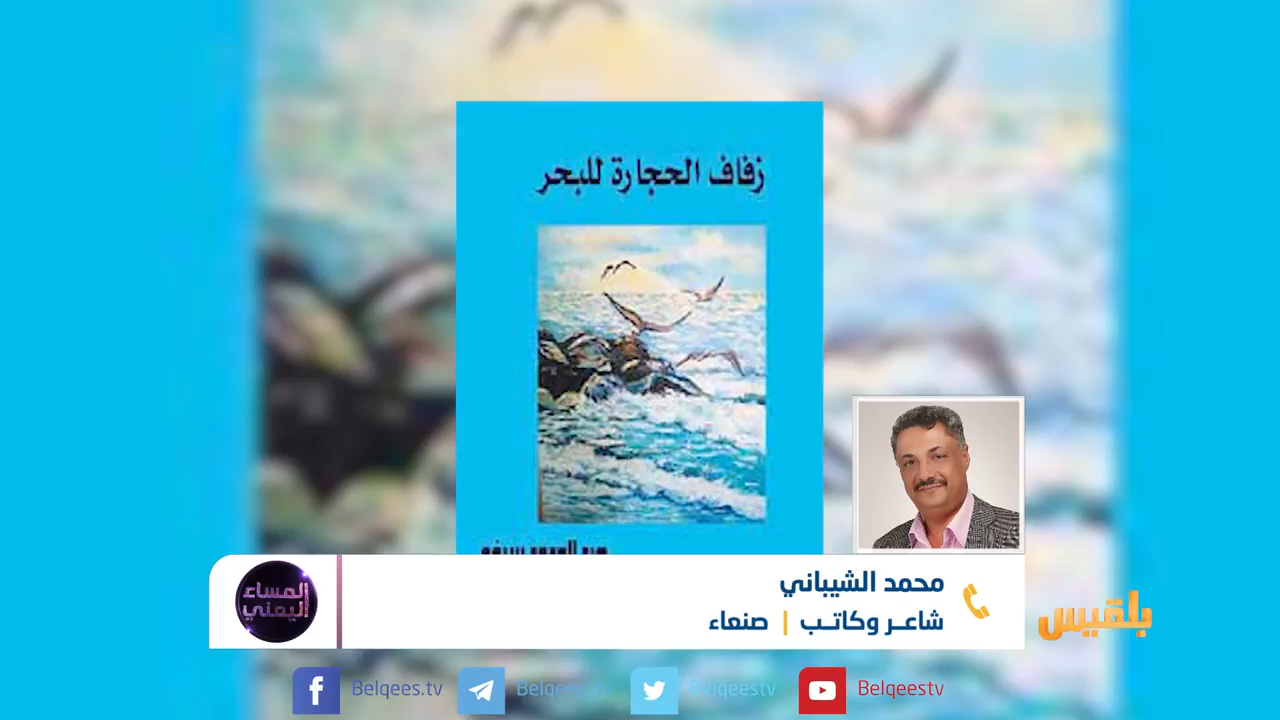 زفاف الحجارة للبحر
محمد الشيباني
شاعر وكاتب | صنعاء
المساء
اليمني
بلقيس
Belqees.tv
Belqeestv
Belqeestv